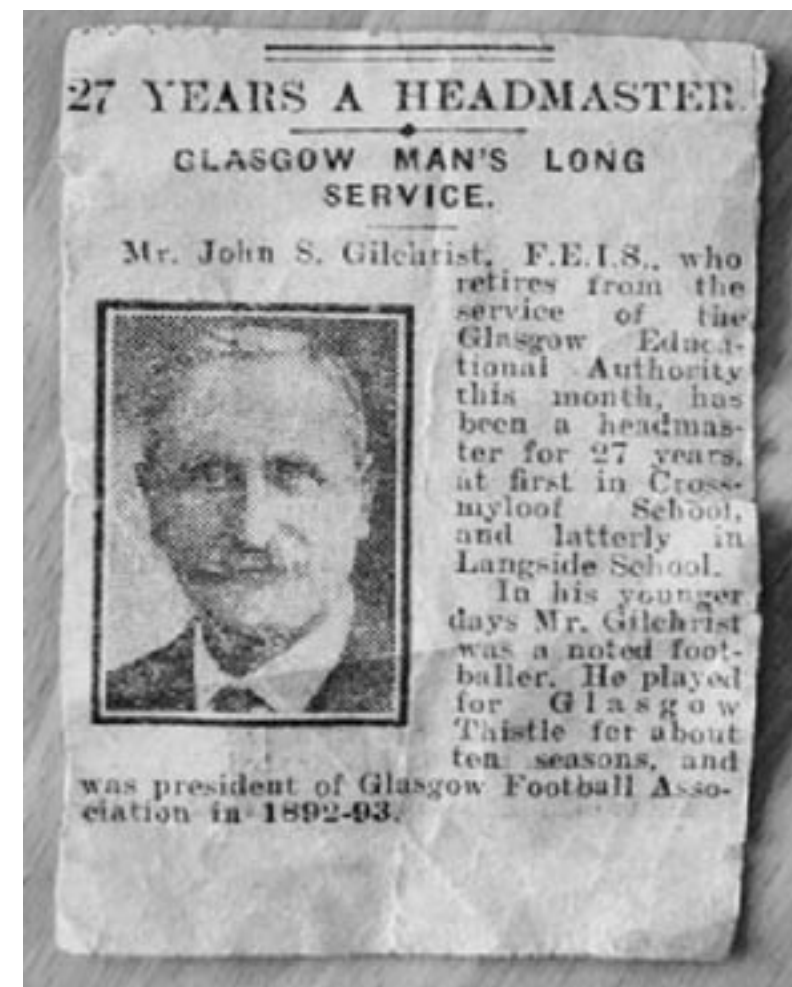 27 YEARS A HEADMASTER.
GLASGOW MAN'S LONG
SERVICE.
Mr. John S. Gilchrist, F.E.I.S., who
retires from the
service of the
Glasgow Educa-
tional Authority
this month, has
been a headmas-
ter for 27 years,
at first in Cross-
myloof School,
and latterly in
Langside School.
In his younger
days Mr. Gilchrist
was a noted foot-
baller. He played
for Glasgow
Thistle for about
ten seasons, and
was president of Glasgow Football Asso-
ciation in 1892-93.